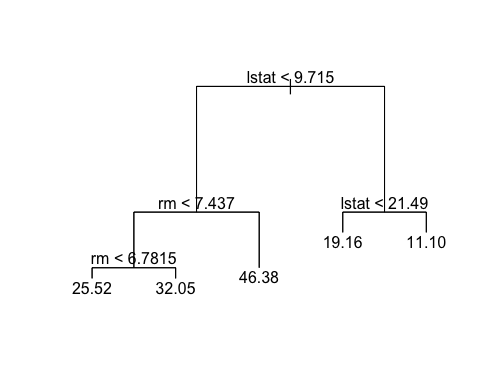 lstat < 9.715
rm < 7.437
lstat < 21.49
19.16
11.10
rm < 6.7815
46.38
25.52
32.05